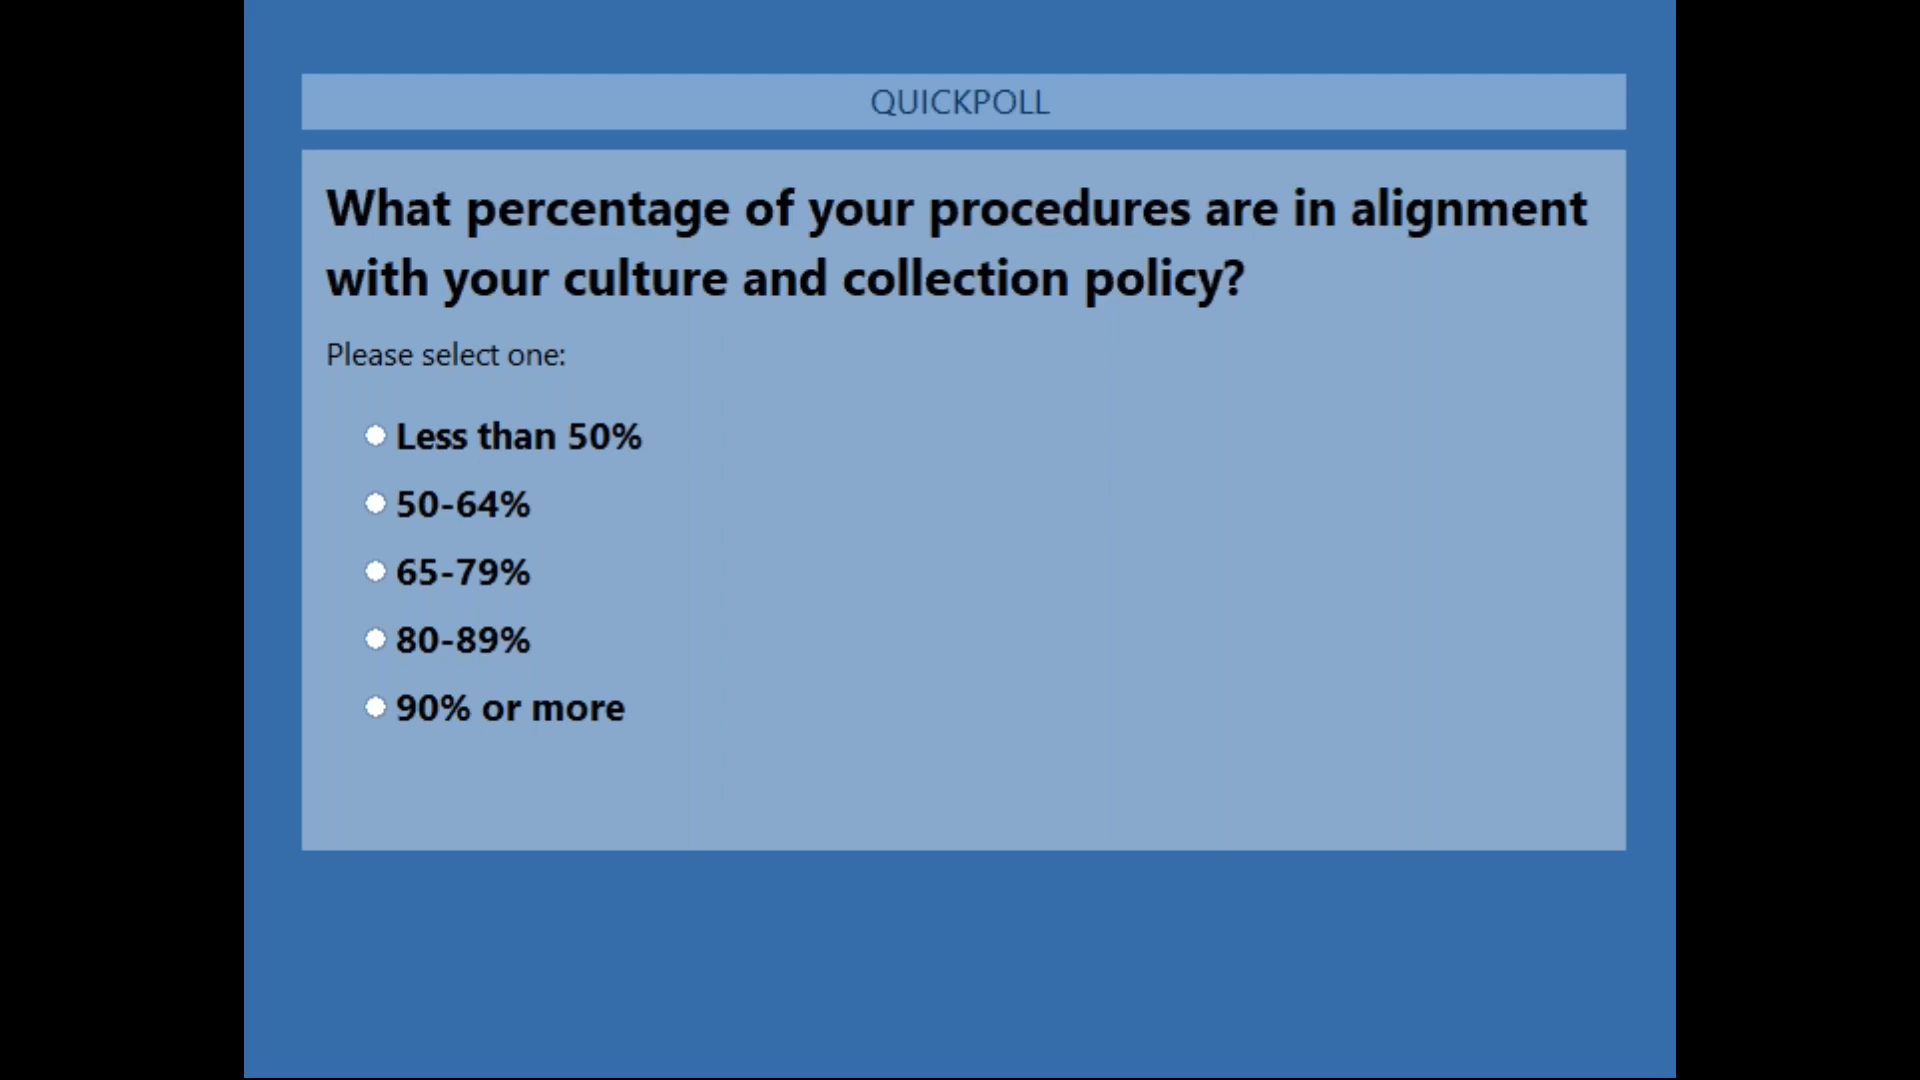 QUICKPOLL
What percentage of your procedures are in alignment
with your culture and collection policy?
Please select one:
Less than 50%
50-64%
65-79%
80-89%
90% or more